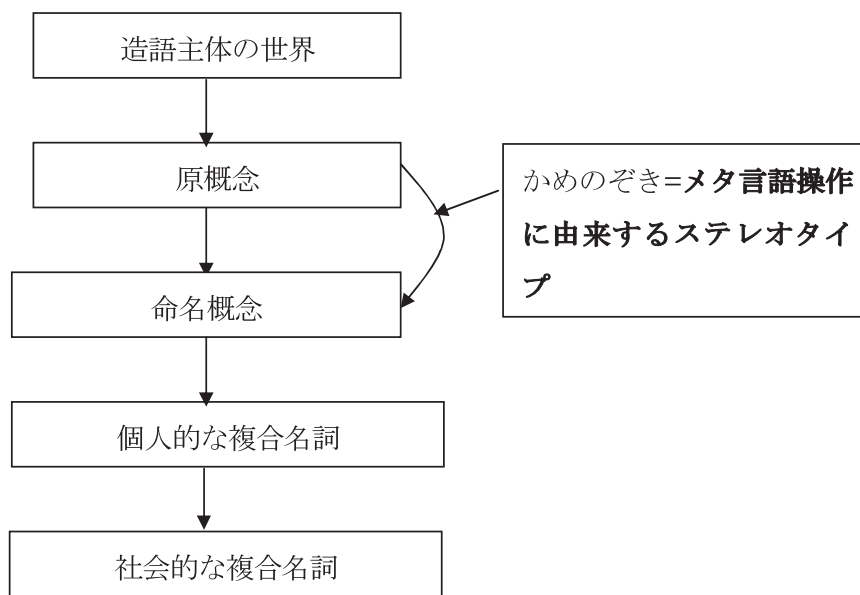 造語主体の世界
原概念
かめのぞき=メタ言語操作
に由来するステレオタイ
プ
命名概念
個人的な複合名詞
社会的な複合名詞